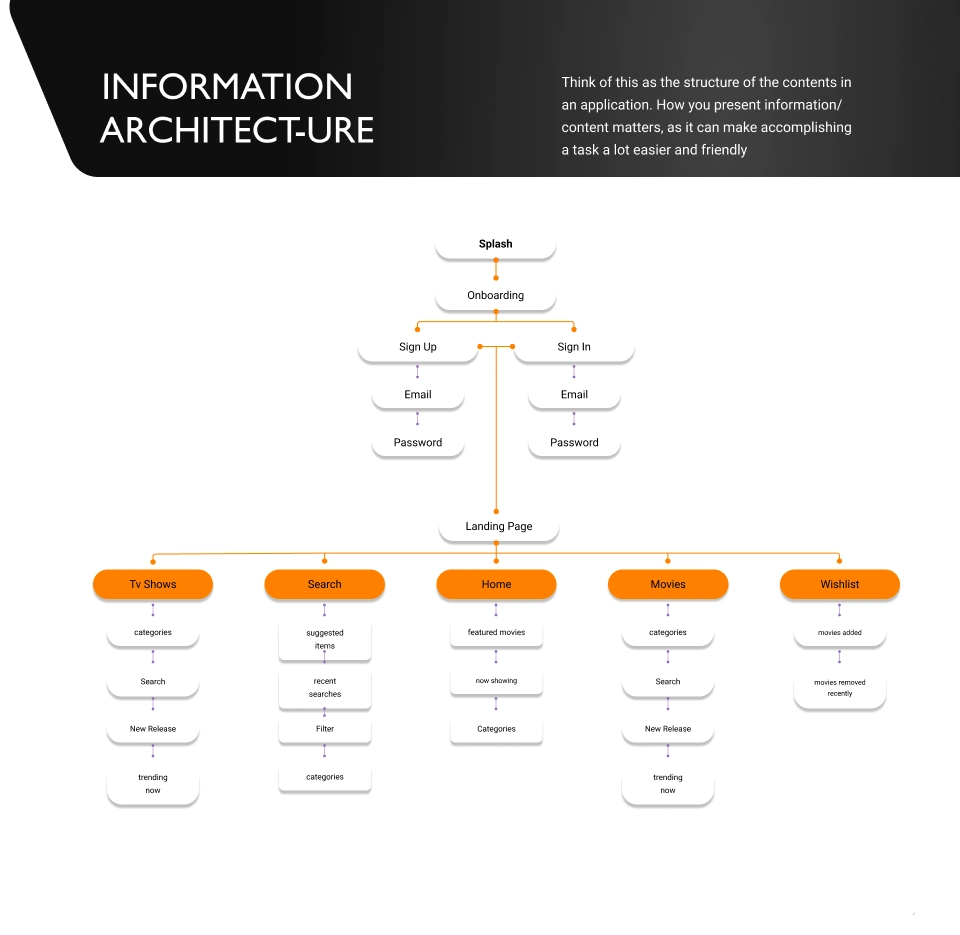 INFORMATION
ARCHITECT-URE
Think of this as the structure of the contents in
an application. How you present information/
content matters, as it can make accomplishing
a task a lot easier and friendly
Splash
Onboarding
Sign Up
Sign In
Email
Email
Password
Password
Landing Page
Tv Shows
Search
Home
Movies
Wishlist
categories
suggested
items
featured movies
categories
movies added
Search
recent
searches
now showing
Search
movies removed
recently
New Release
Filter
Categories
New Release
trending
now
categories
trending
now